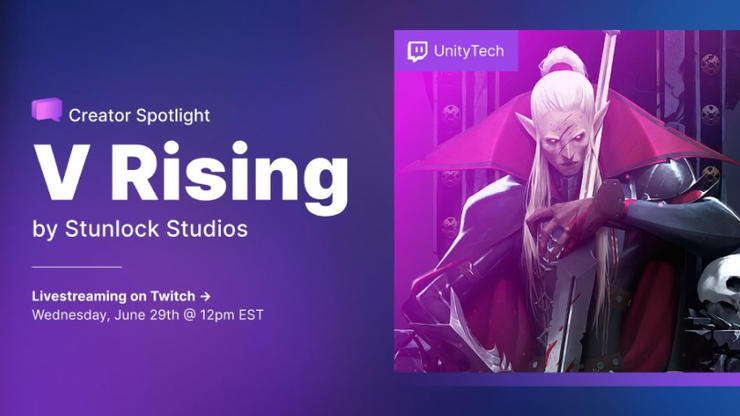 UnityTech
Creator Spotlight
V Rising
by Stunlock Studios
Livestreaming on Twitch →
Wednesday, June 29th @ 12pm EST